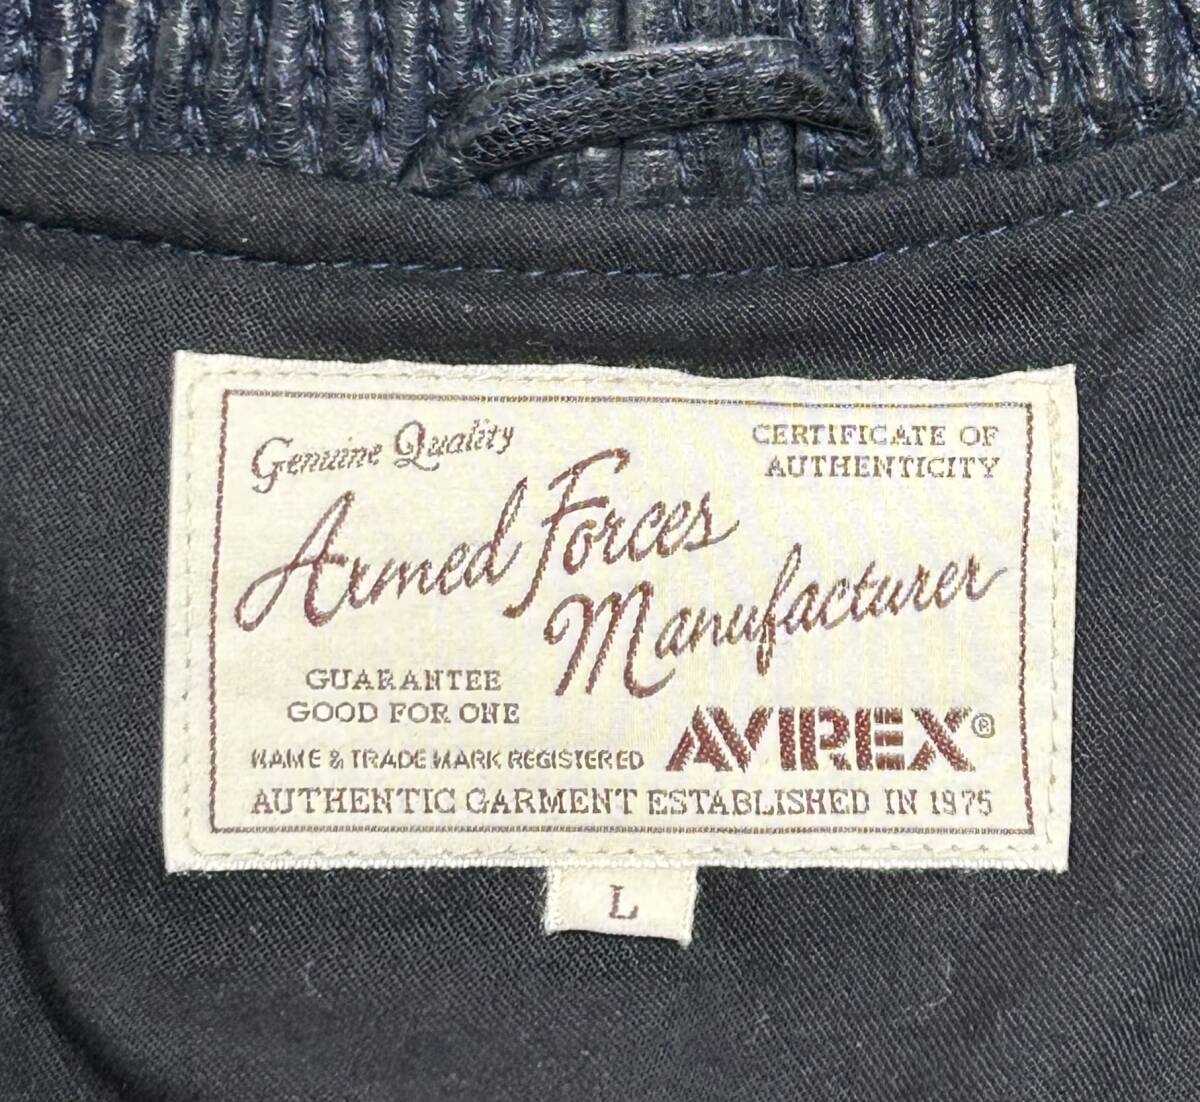 Genuine Quality
CERTIFICATE OF
AUTHENTICITY
Armed Forces
Manufacturer
GUARANTEE
GOOD FOR ONE
NAME & TRADE MARK REGISTERED
AVIREX®
AUTHENTIC GARMENT ESTABLISHED IN 1975
L